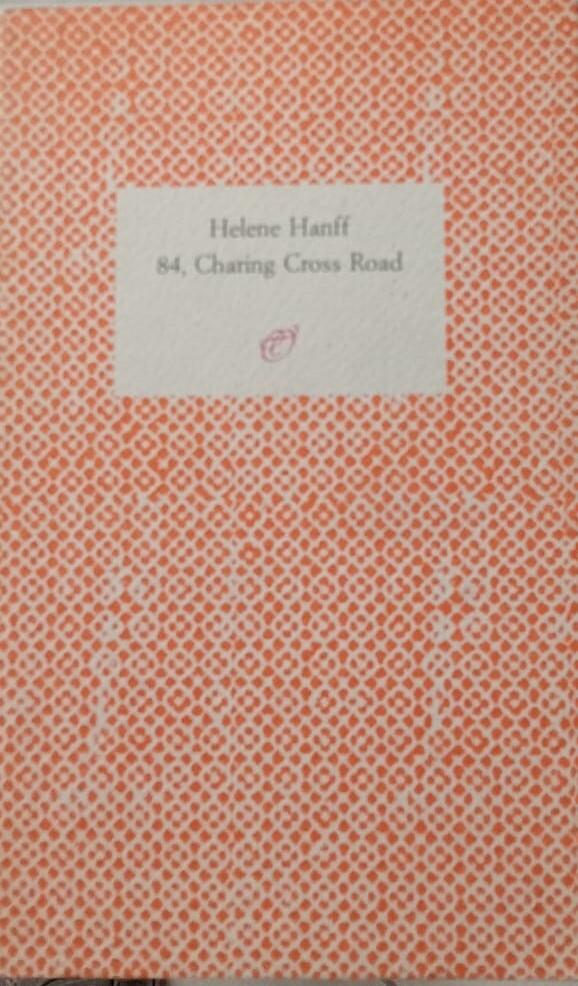 Helene Hanff
84, Charing Cross Road